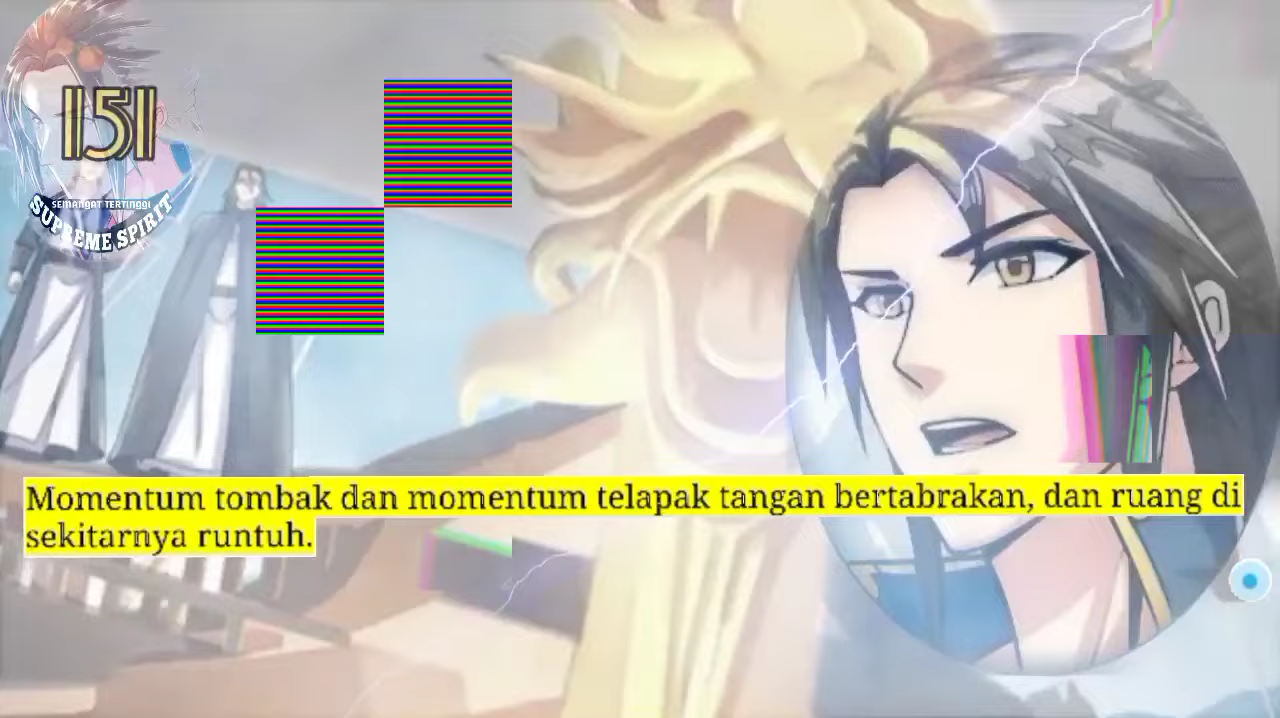 151
SEMANGAT TERTINGGI
SUPREME SPIRIT
Momentum tombak dan momentum telapak tangan bertabrakan, dan ruang di
sekitarnya runtuh.